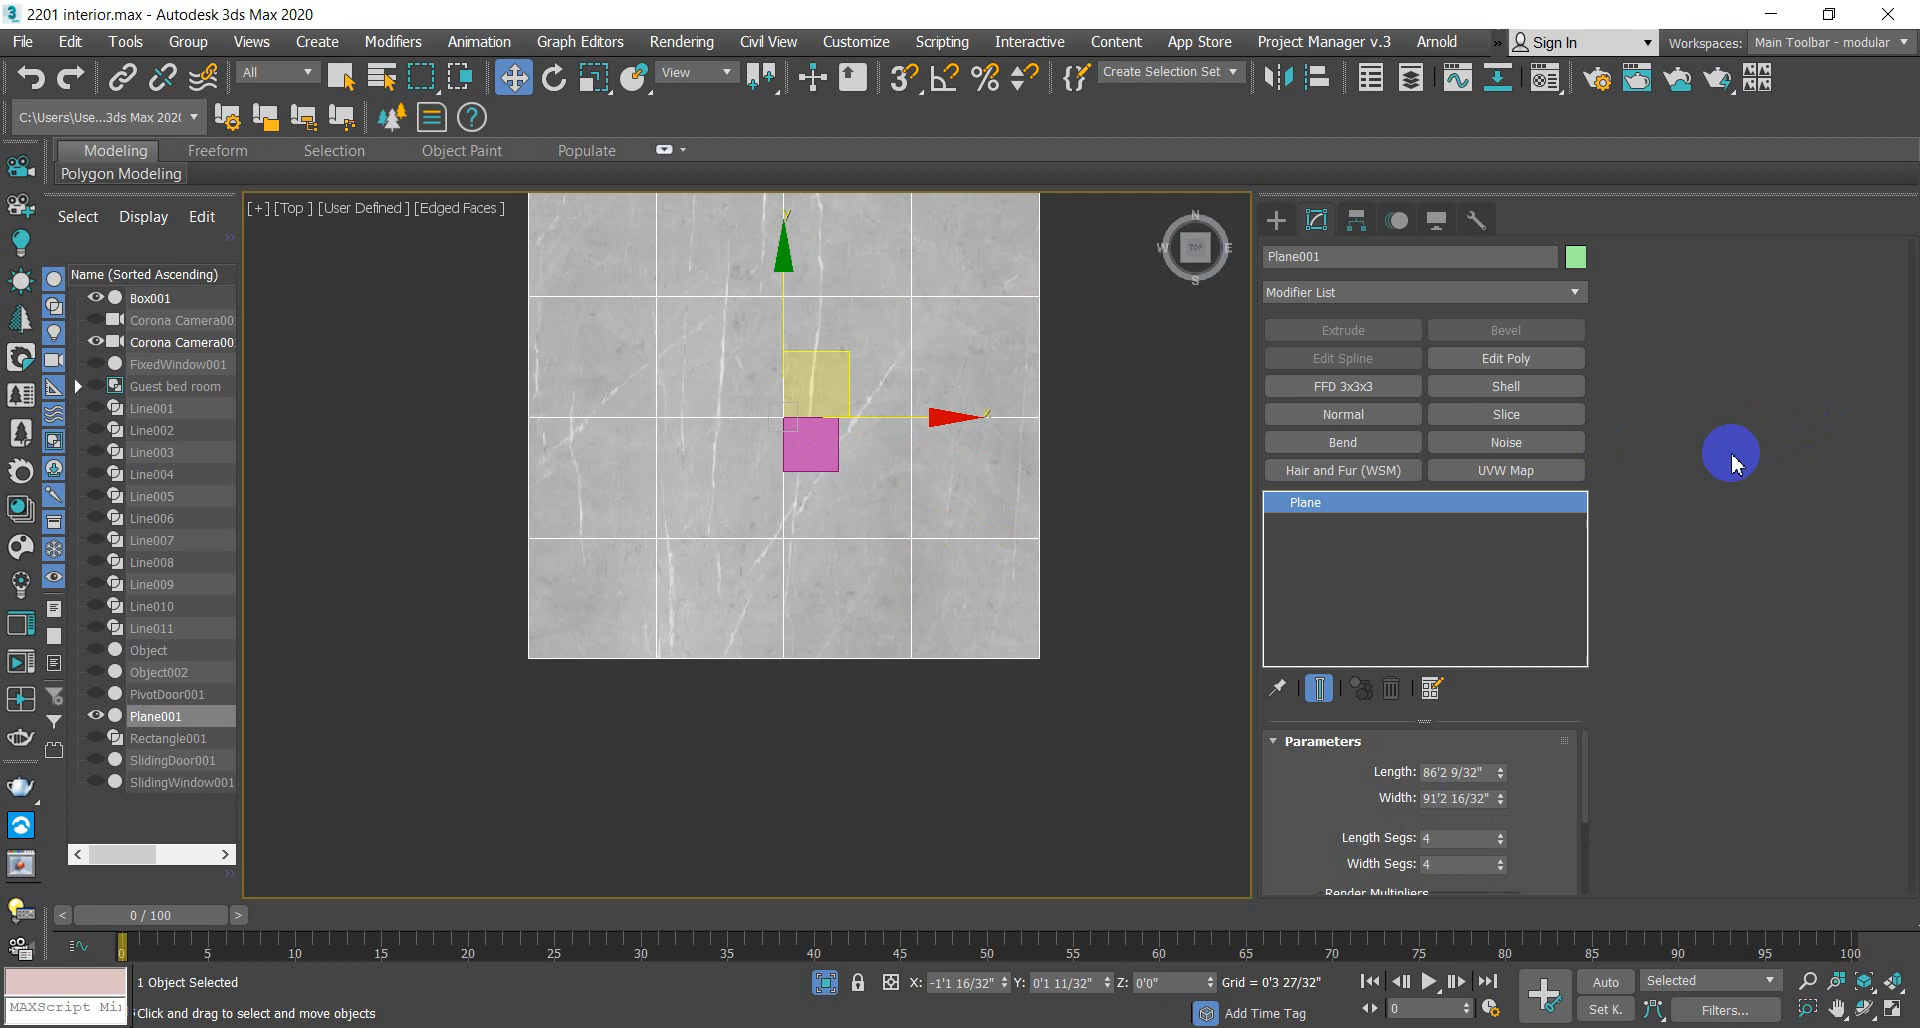 2201 interior.max - Autodesk 3ds Max 2020
File Edit Tools Group Views Create Modifiers Animation Graph Editors Rendering Civil View Customize Scripting Interactive Content App Store Project Manager v.3 Arnold » Sign In Workspaces: Main Toolbar - modular
All View Create Selection Set
C:\Users\Use...3ds Max 202(
Modeling Freeform Selection Object Paint Populate
Polygon Modeling
Select Display Edit
Name (Sorted Ascending)
Box001
Corona Camera00
Corona Camera00
FixedWindow001
Guest bed room
Line001
Line002
Line003
Line004
Line005
Line006
Line007
Line008
Line009
Line010
Line011
Object
Object002
PivotDoor001
Plane001
Rectangle001
SlidingDoor001
SlidingWindow001
[+] [Top ] [User Defined ] [Edged Faces ]
y
x
N
W TOP E
S
Plane001
Modifier List
Extrude Bevel
Edit Spline Edit Poly
FFD 3x3x3 Shell
Normal Slice
Bend Noise
Hair and Fur (WSM) UVW Map
Plane
Parameters
Length: 86'2 9/32"
Width: 91'2 16/32"
Length Segs: 4
Width Segs: 4
Render Multipliers
< 0 / 100 >
0 5 10 15 20 25 30 35 40 45 50 55 60 65 70 75 80 85 90 95 100
1 Object Selected X: -1'1 16/32" Y: 0'1 11/32" Z: 0'0" Grid = 0'3 27/32" Auto Selected
MAXScript Mi Click and drag to select and move objects Add Time Tag 0 Set K. Filters...